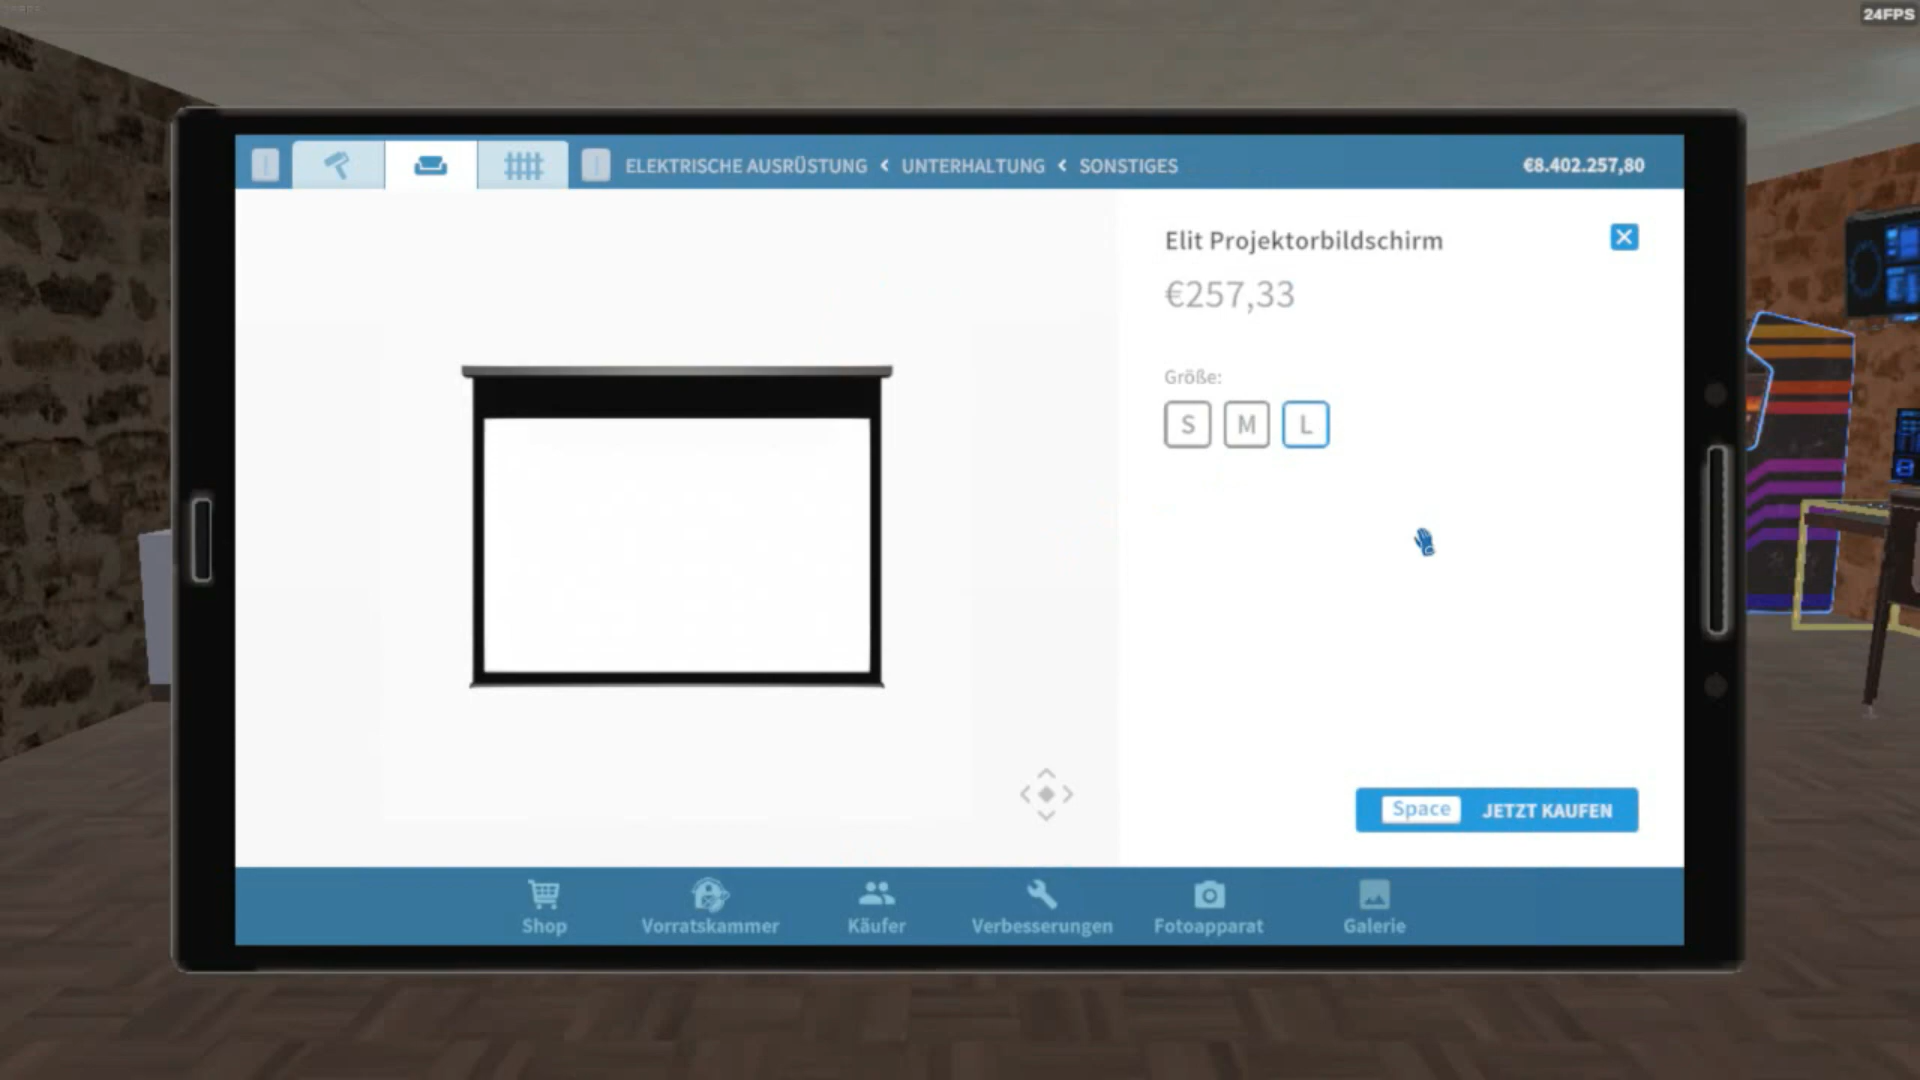 24FPS
ELEKTRISCHE AUSRÜSTUNG < UNTERHALTUNG < SONSTIGES
€8.402.257,80
Elit Projektorbildschirm
€257,33
Größe:
S M L
Space JETZT KAUFEN
Shop Vorratskammer Käufer Verbesserungen Fotoapparat Galerie